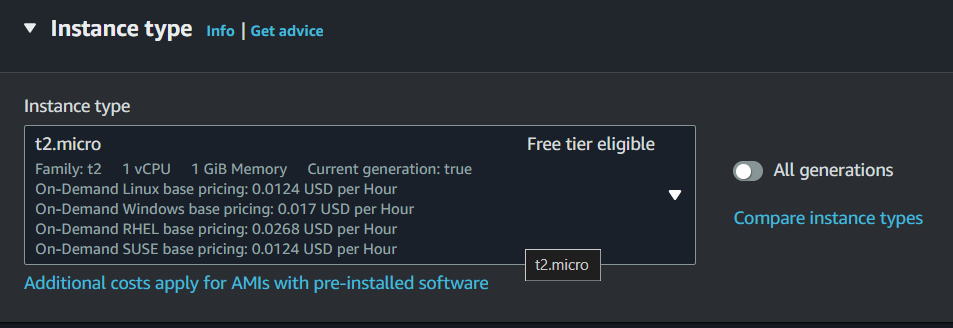 Instance type Info | Get advice
Instance type
t2.micro Free tier eligible
Family: t2 1 vCPU 1 GiB Memory Current generation: true
On-Demand Linux base pricing: 0.0124 USD per Hour
On-Demand Windows base pricing: 0.017 USD per Hour
On-Demand RHEL base pricing: 0.0268 USD per Hour
On-Demand SUSE base pricing: 0.0124 USD per Hour
All generations
Compare instance types
t2.micro
Additional costs apply for AMIs with pre-installed software